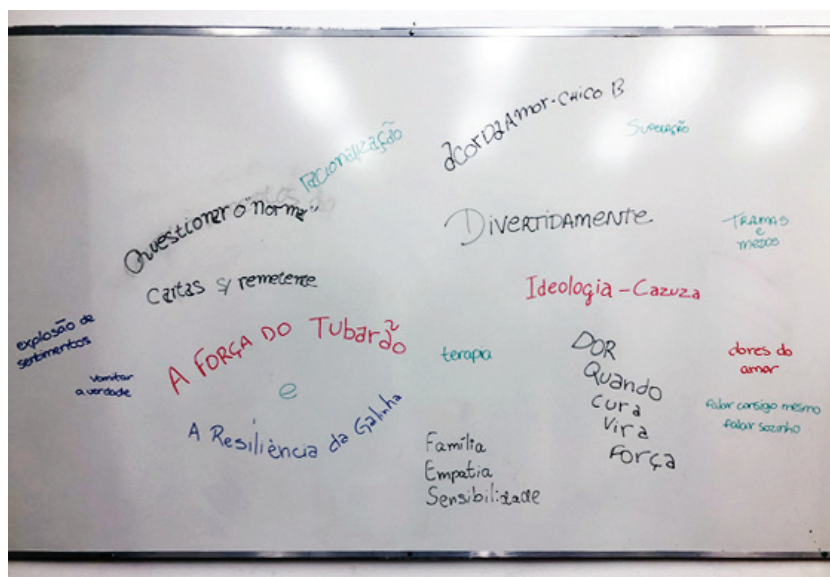 acorda Amor - CHICO B
racionalização
Superação
Questionar o "norma"
DIVERTIDAMENTE
TRAMAS
e
medos
Cartas s/ remetente
Ideologia - Cazuza
explosão de
sentimentos
A FORÇA DO TUBARÃO
terapia
DOR
Quando
cura
Vira
FORÇA
dores do
amor
vomitar
a verdade
e
falar consigo mesmo
falar sozinho
A Resiliência da Galinha
Família
Empatia
Sensibilidade